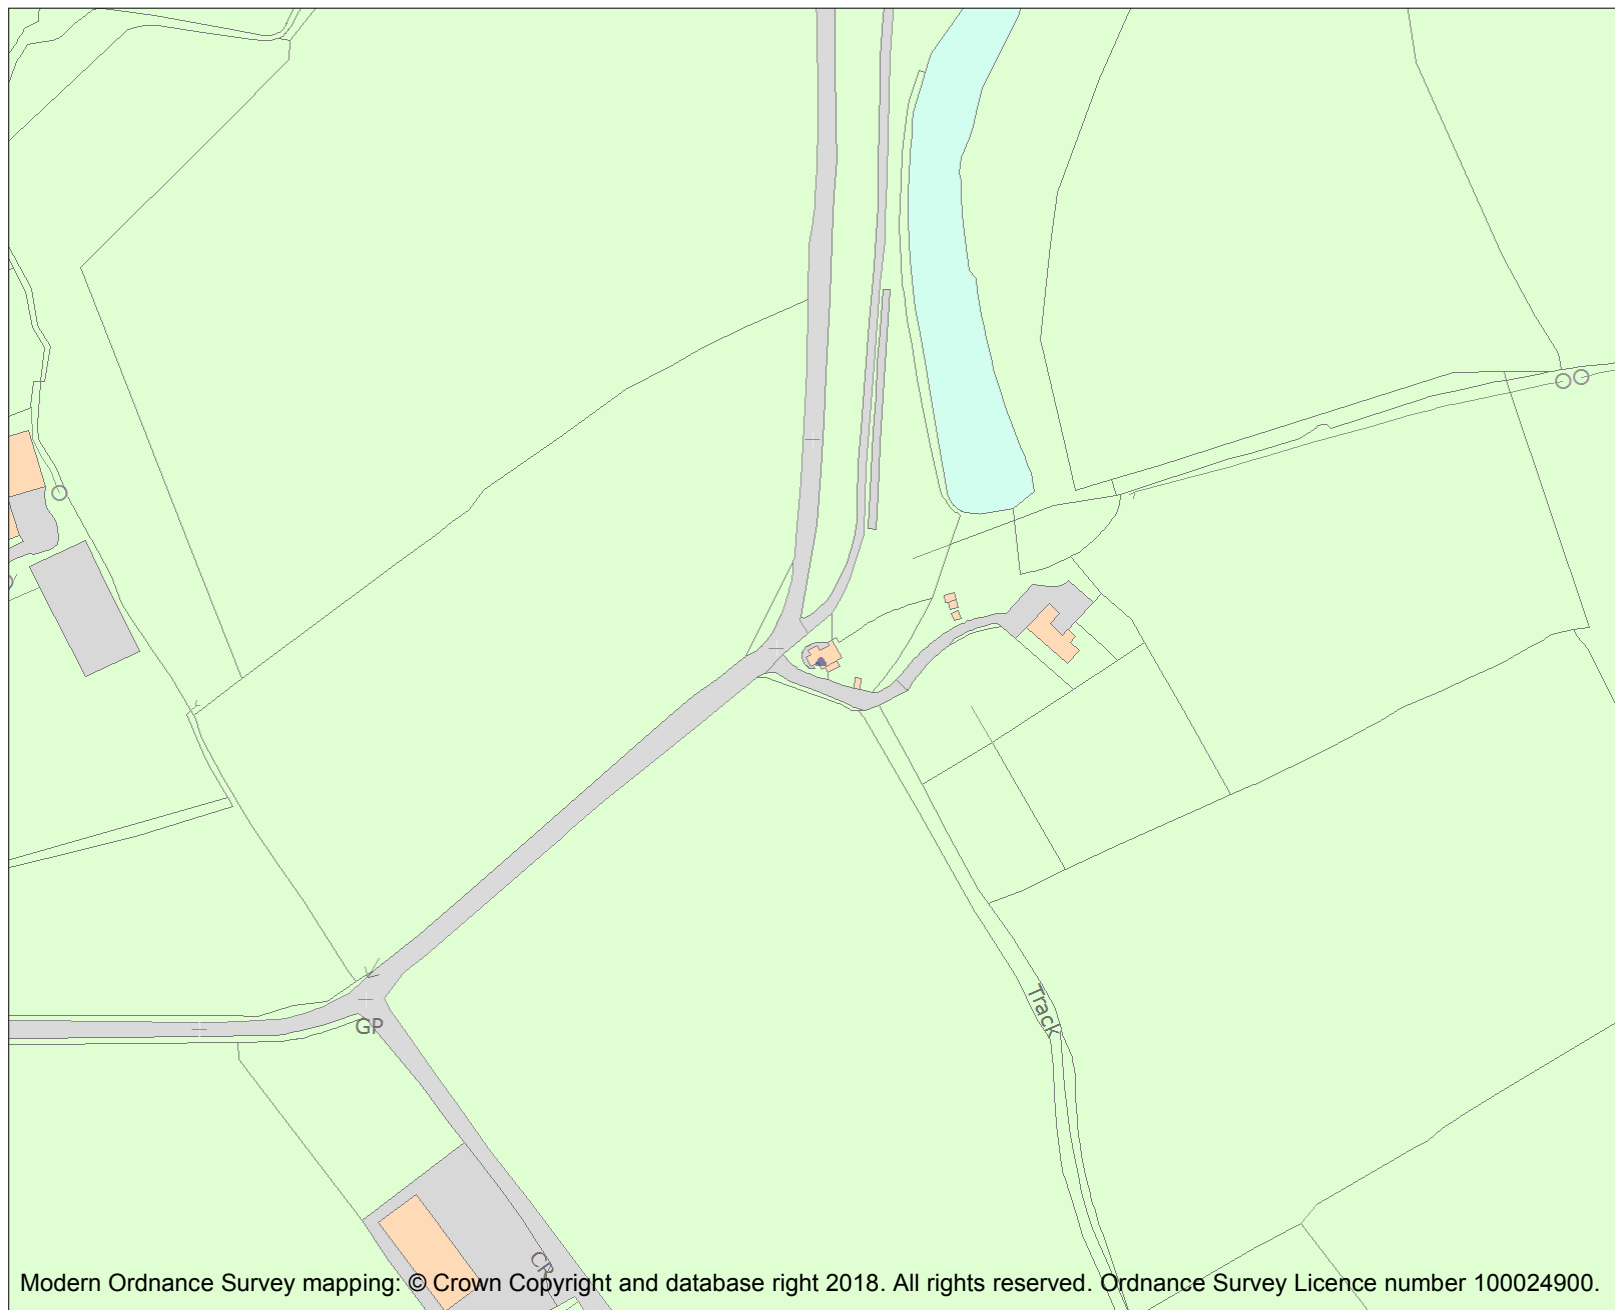 Track
GP
CR
Modern Ordnance Survey mapping: © Crown Copyright and database right 2018. All rights reserved. Ordnance Survey Licence number 100024900.